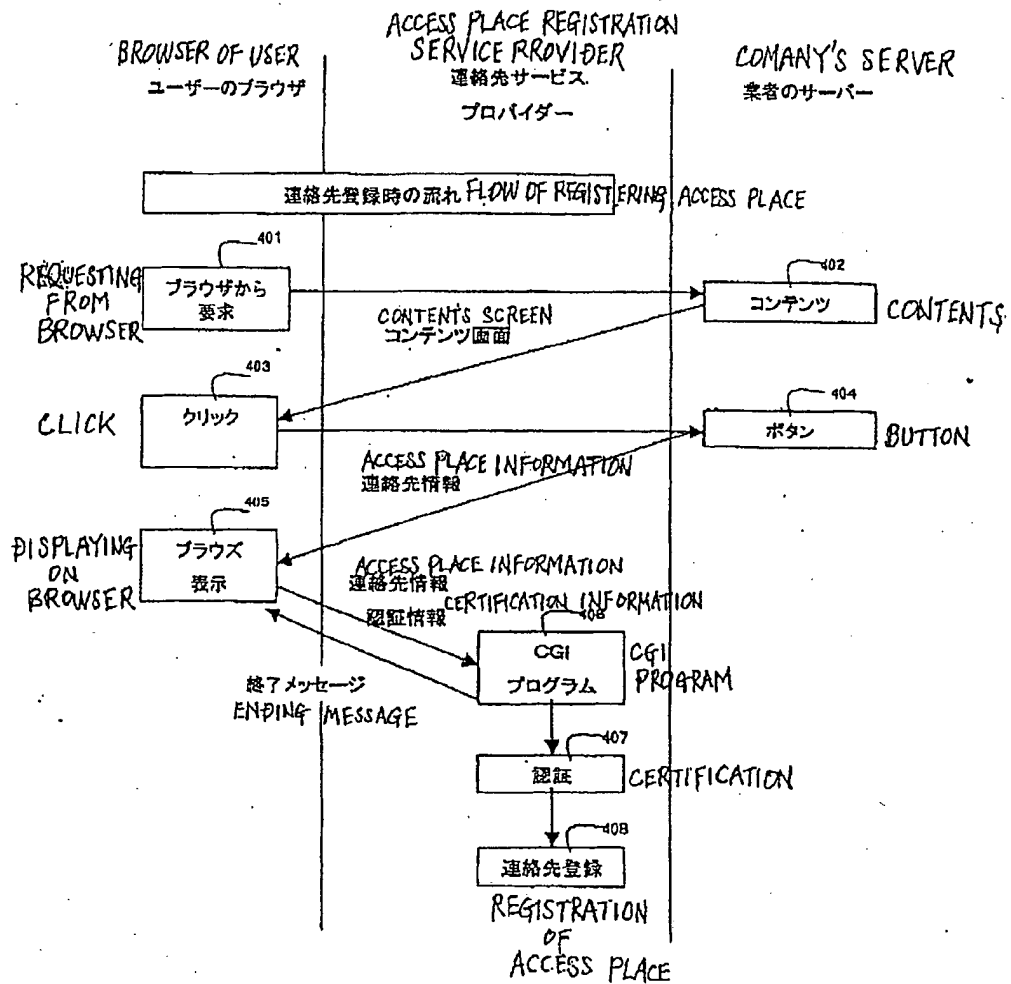 BROWSER OF USER
ユーザーのブラウザ
ACCESS PLACE REGISTRATION
SERVICE RROVIDER
連絡先サービス
プロバイダー
COMANY'S SERVER
業者のサーバー
連絡先登録時の流れ FLOW OF REGISTERING ACCESS PLACE
401
REQUESTING
FROM
BROWSER
ブラウザから
要求
402
コンテンツ
CONTENTS
CONTENTS SCREEN
コンテンツ画面
403
CLICK
クリック
404
ボタン
BUTTON
ACCESS PLACE INFORMATION
連絡先情報
405
DISPLAYING
ON
BROWSER
ブラウズ
表示
ACCESS PLACE INFORMATION
連絡先情報
CERTIFICATION INFORMATION
認証情報
406
CGI
プログラム
CGI
PROGRAM
終了メッセージ
ENDING MESSAGE
407
認証
CERTIFICATION
408
連絡先登録
REGISTRATION
OF
ACCESS PLACE